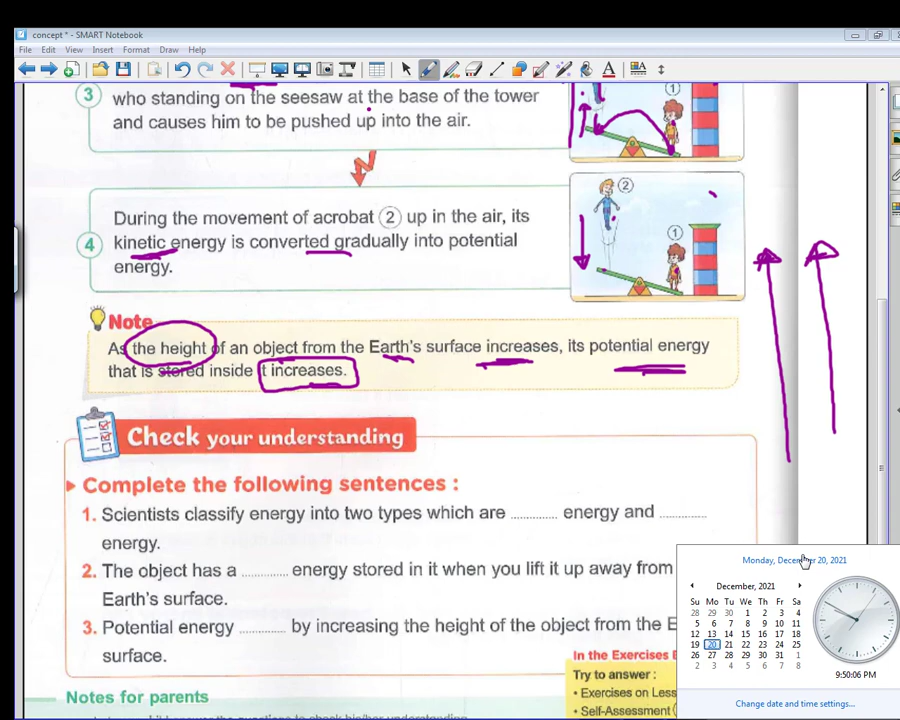 concept * - SMART Notebook
File Edit View Insert Format Draw Help
3
who standing on the seesaw at the base of the tower
and causes him to be pushed up into the air.
1
4
During the movement of acrobat 2 up in the air, its
kinetic energy is converted gradually into potential
energy.
2
1
Note
As the height of an object from the Earth's surface increases, its potential energy
that is stored inside it increases.
Check your understanding
Complete the following sentences :
1. Scientists classify energy into two types which are ............ energy and ............
energy.
2. The object has a ............ energy stored in it when you lift it up away from
Earth's surface.
3. Potential energy ............ by increasing the height of the object from the E
surface.
In the Exercises
Try to answer :
• Exercises on Less
• Self-Assessment
Notes for parents
Monday, December 20, 2021
December, 2021
Su Mo Tu We Th Fr Sa
28 29 30 1 2 3 4
5 6 7 8 9 10 11
12 13 14 15 16 17 18
19 20 21 22 23 24 25
26 27 28 29 30 31 1
2 3 4 5 6 7 8
9:50:06 PM
Change date and time settings...